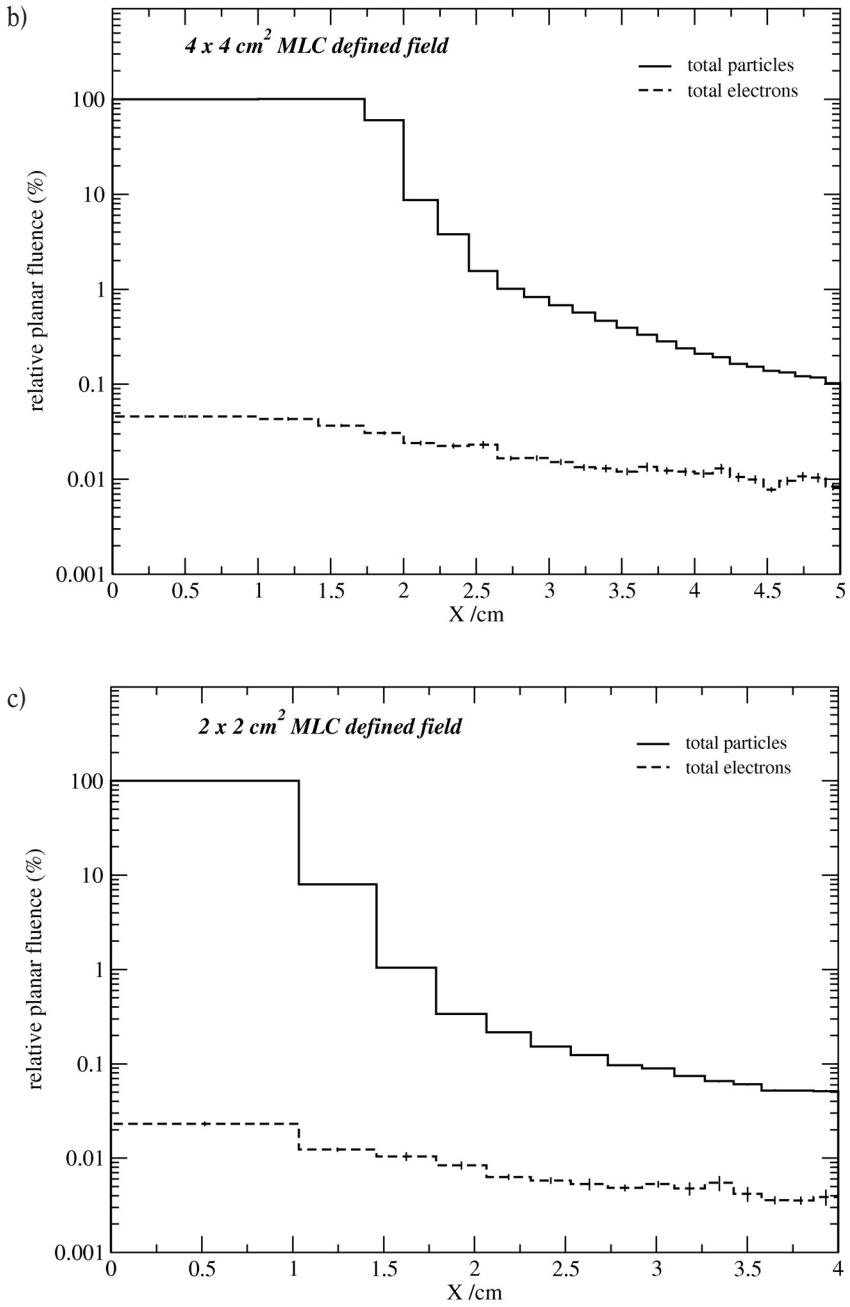 b)
4 x 4 cm² MLC defined field
total particles
total electrons
relative planar fluence (%)
100
10
1
0.1
0.01
0.001
0 0.5 1 1.5 2 2.5 3 3.5 4 4.5 5
X /cm
c)
2 x 2 cm² MLC defined field
total particles
total electrons
relative planar fluence (%)
100
10
1
0.1
0.01
0.001
0 0.5 1 1.5 2 2.5 3 3.5 4
X /cm